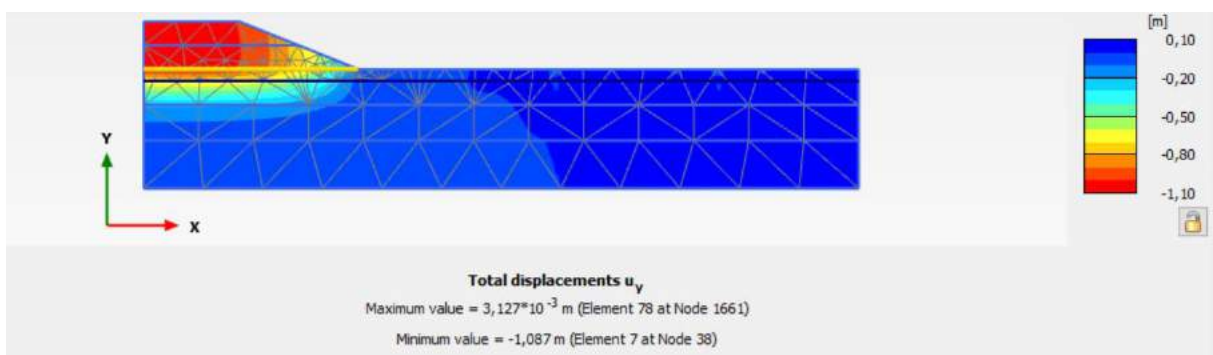 [m]
0,10
-0,20
-0,50
-0,80
-1,10
Y
X
Total displacements uy
Maximum value = 3,127*10 -3 m (Element 78 at Node 1661)
Minimum value = -1,087 m (Element 7 at Node 38)